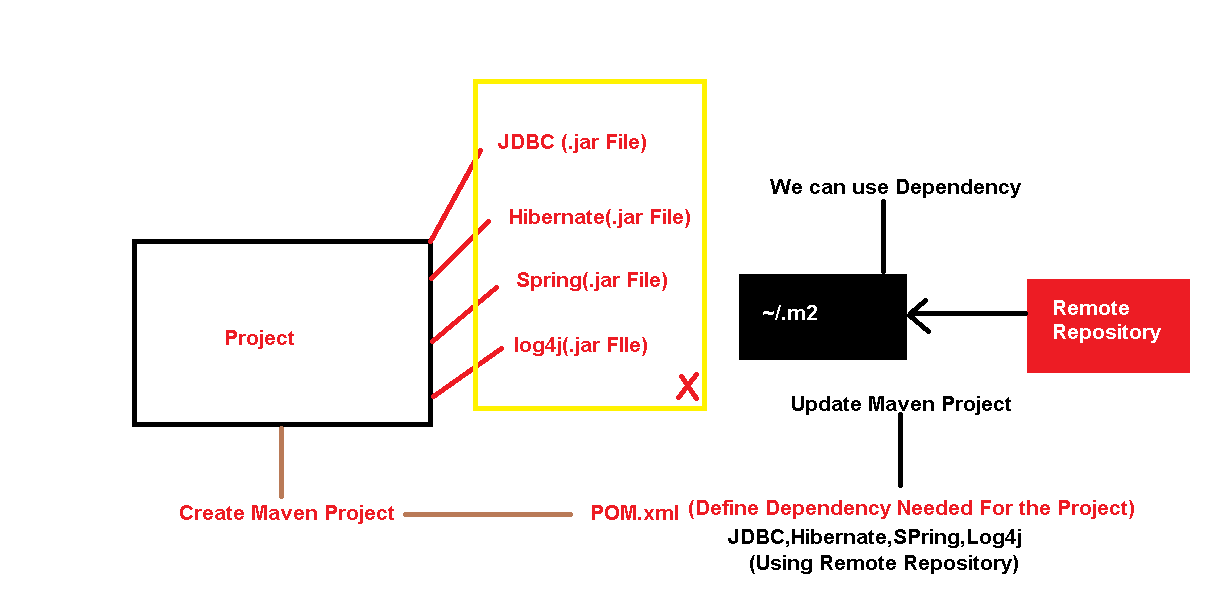 JDBC (.jar File)
Hibernate(.jar File)
Spring(.jar File)
log4j(.jar FIle)
X
Project
We can use Dependency
~/.m2
Remote
Repository
Update Maven Project
Create Maven Project
POM.xml (Define Dependency Needed For the Project)
JDBC,Hibernate,SPring,Log4j
(Using Remote Repository)